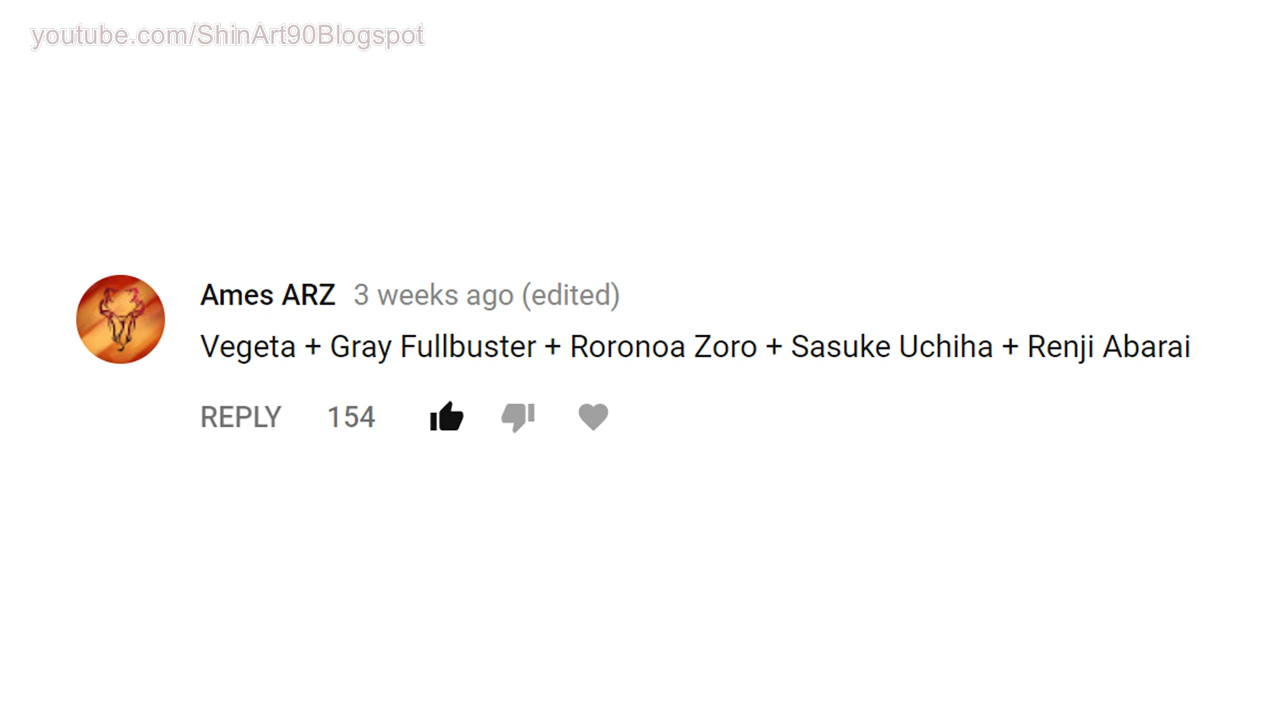 youtube.com/ShinArt90Blogspot
Ames ARZ 3 weeks ago (edited)
Vegeta + Gray Fullbuster + Roronoa Zoro + Sasuke Uchiha + Renji Abarai
REPLY 154